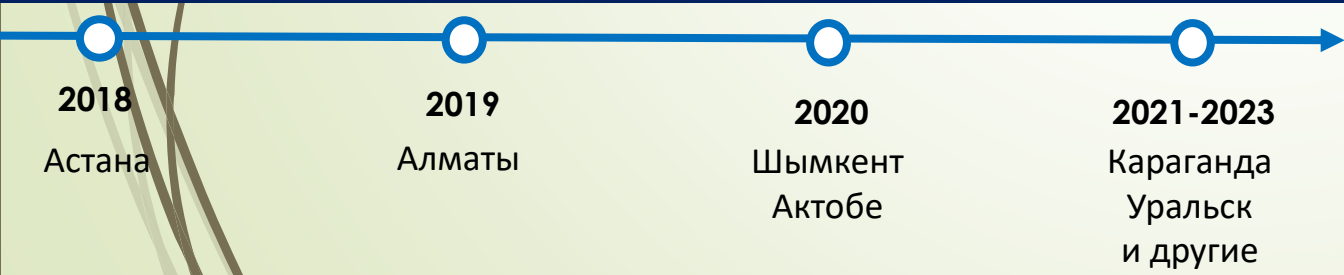 2018
Астана
2019
Алматы
2020
Шымкент
Актобе
2021-2023
Караганда
Уральск
и другие